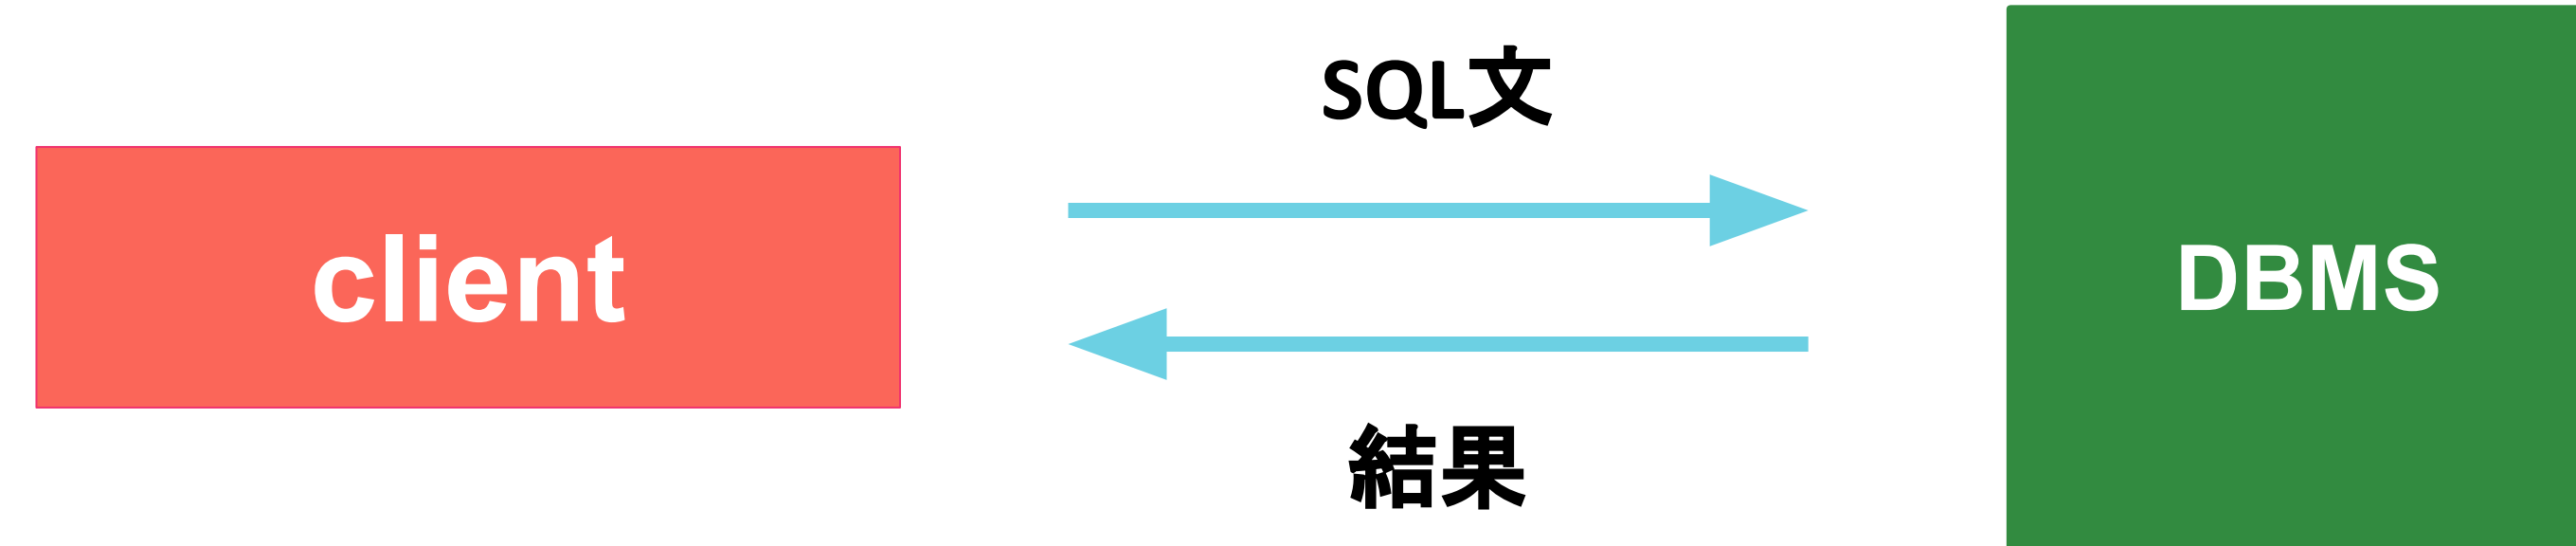 SQL文
client
DBMS
結果